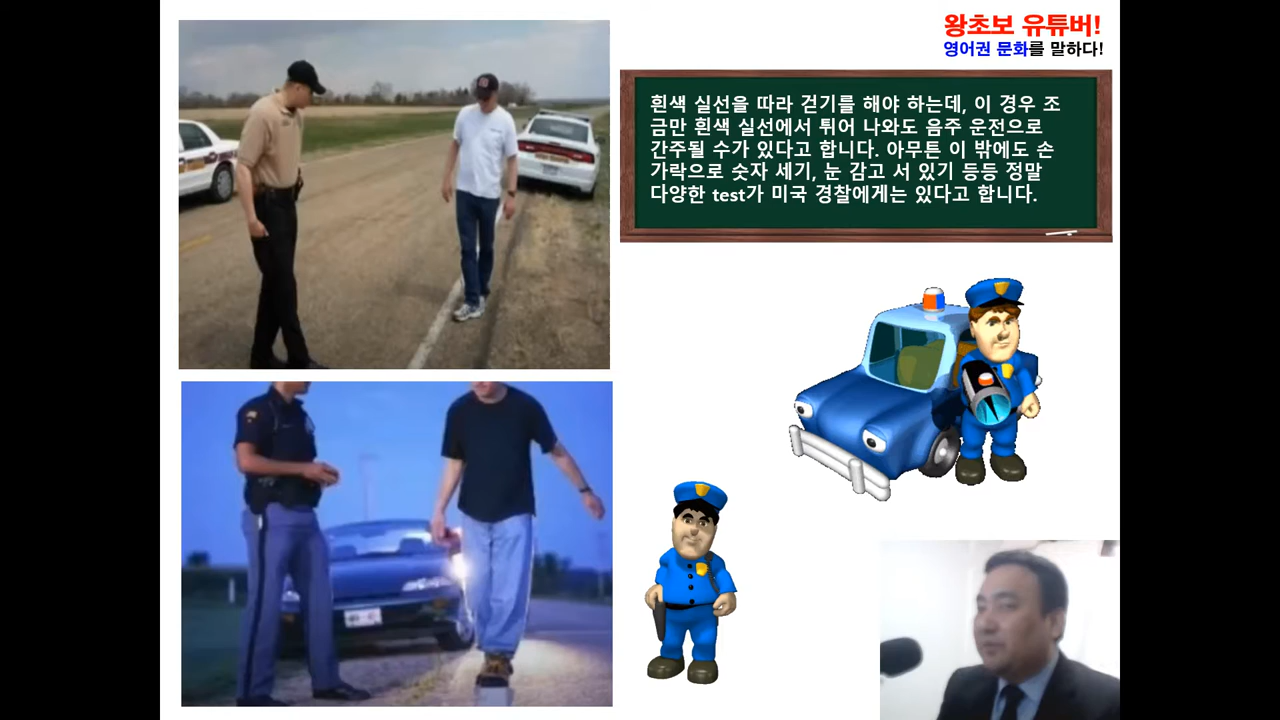 왕초보 유튜버!
영어권 문화를 말하다!
흰색 실선을 따라 걷기를 해야 하는데, 이 경우 조
금만 흰색 실선에서 튀어 나와도 음주 운전으로
간주될 수가 있다고 합니다. 아무튼 이 밖에도 손
가락으로 숫자 세기, 눈 감고 서 있기 등등 정말
다양한 test가 미국 경찰에게는 있다고 합니다.